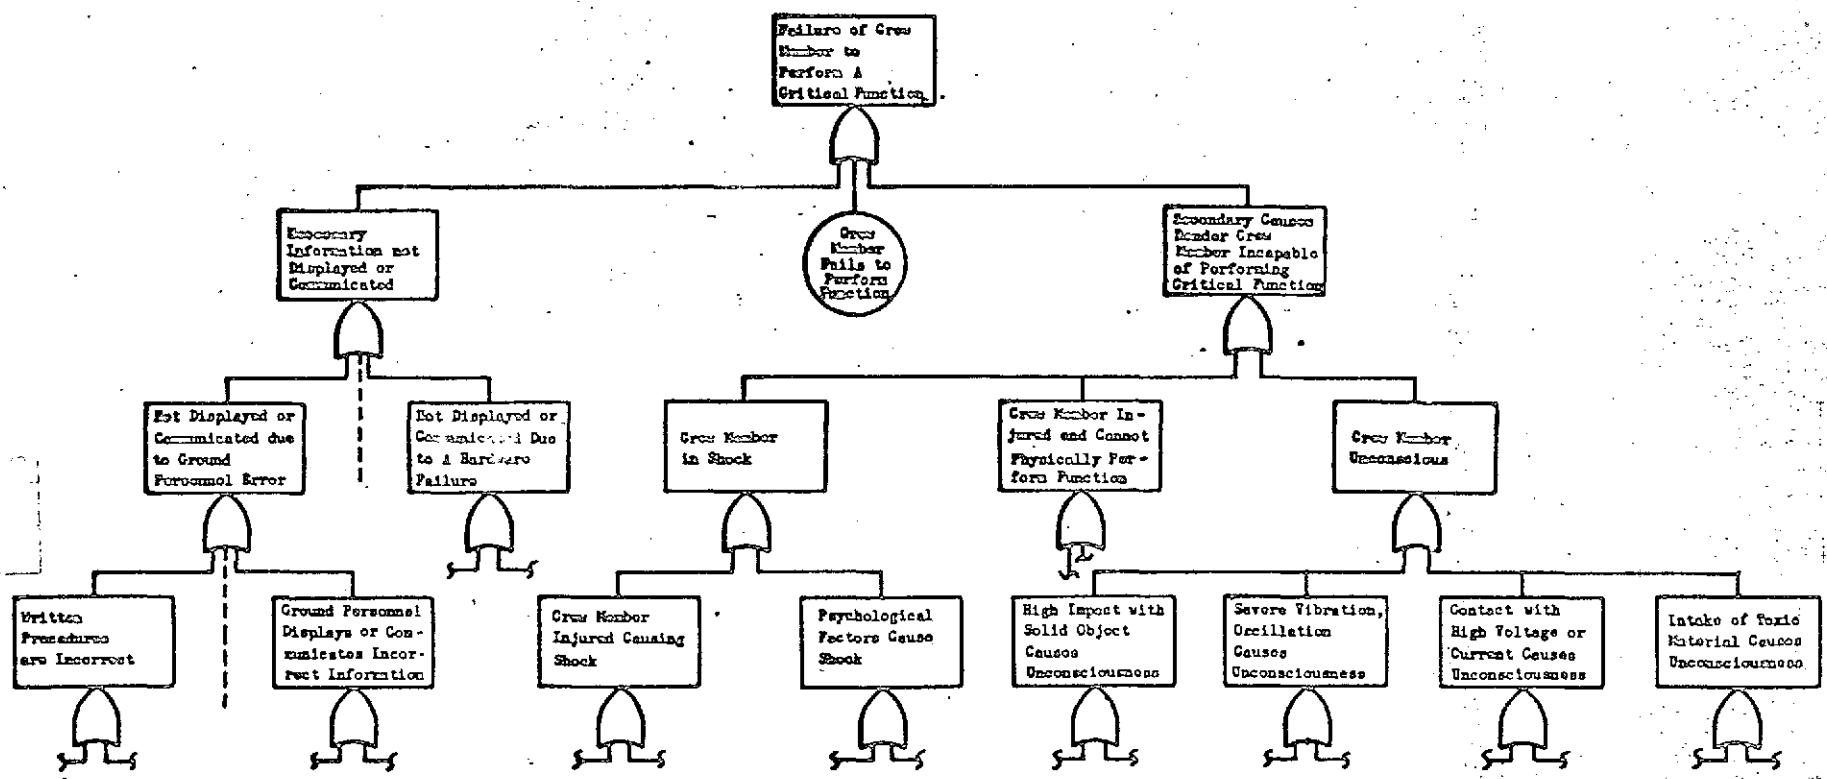 Failure of Crew
Member to
Perform A
Critical Function
Necessary
Information not
Displayed or
Communicated
Crew
Member
Fails to
Perform
Function
Secondary Causes
Render Crew
Member Incapable
of Performing
Critical Function
Not Displayed or
Communicated due
to Ground
Personnel Error
Not Displayed or
Communicated Due
to A Hardware
Failure
Crew Member
in Shock
Crew Member In-
jured and Cannot
Physically Per-
form Function
Crew Member
Unconscious
Written
Procedures
are Incorrect
Ground Personnel
Displays or Com-
municates Incor-
rect Information
Crew Member
Injured Causing
Shock
Psychological
Factors Cause
Shock
High Impact with
Solid Object
Causes
Unconsciousness
Severe Vibration,
Oscillation
Causes
Unconsciousness
Contact with
High Voltage or
Current Causes
Unconsciousness
Intake of Toxic
Material Causes
Unconsciousness